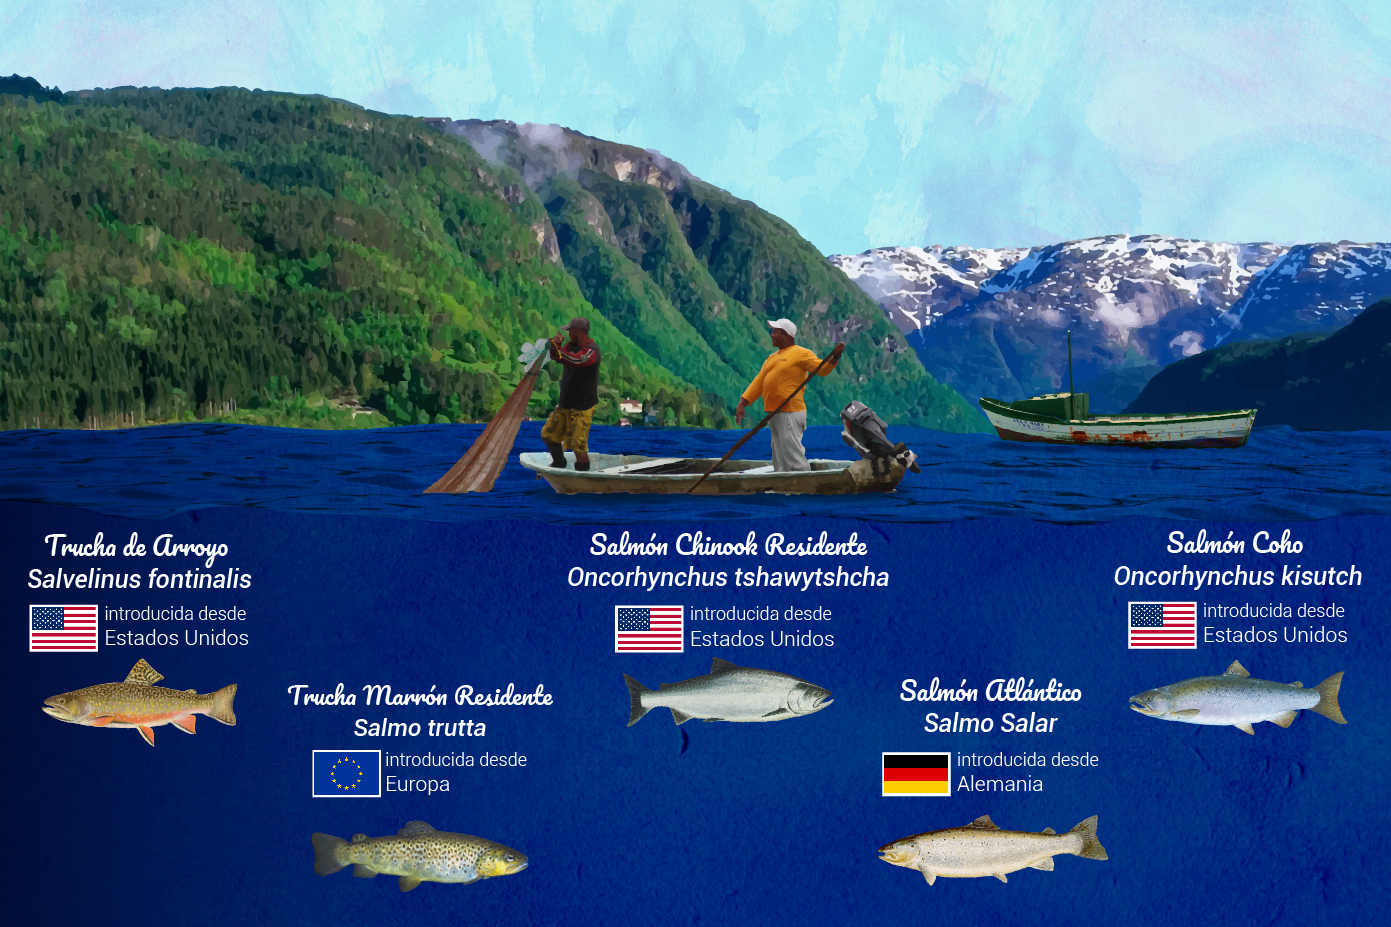 Trucha de Arroyo
Salvelinus fontinalis
introducida desde
Estados Unidos
Trucha Marrón Residente
Salmo trutta
introducida desde
Europa
Salmón Chinook Residente
Oncorhynchus tshawytshcha
introducida desde
Estados Unidos
Salmón Atlántico
Salmo Salar
introducida desde
Alemania
Salmón Coho
Oncorhynchus kisutch
introducida desde
Estados Unidos